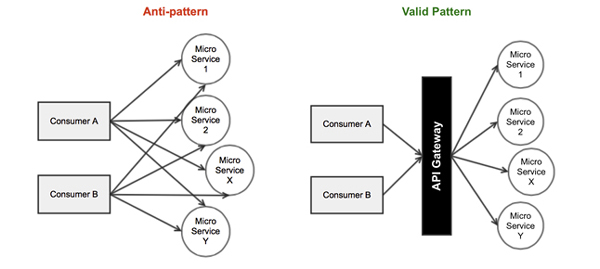 Anti-pattern
Micro
Service
1
Consumer A
Micro
Service
2
Micro
Service
X
Consumer B
Micro
Service
Y
Valid Pattern
Micro
Service
1
Consumer A
API Gateway
Micro
Service
2
Micro
Service
X
Consumer B
Micro
Service
Y